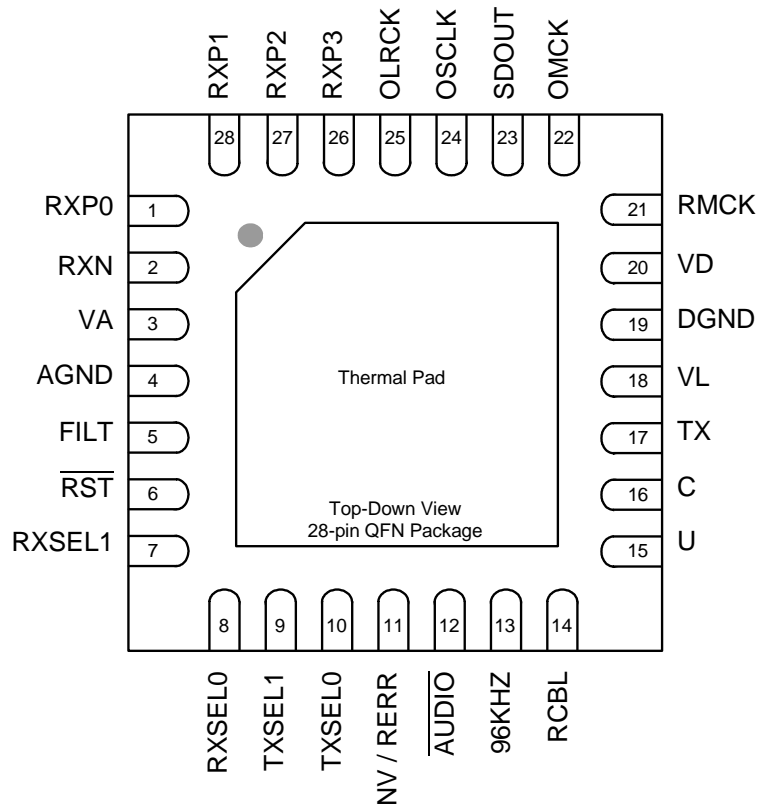 RXP1
RXP2
RXP3
OLRCK
OSCLK
SDOUT
OMCK
28
27
26
25
24
23
22
RXP0
1
RXN
2
VA
3
AGND
4
FILT
5
RST
6
RXSEL1
7
21
RMCK
20
VD
19
DGND
18
VL
17
TX
16
C
15
U
Thermal Pad
Top-Down View
28-pin QFN Package
8
9
10
11
12
13
14
RXSEL0
TXSEL1
TXSEL0
NV / RERR
AUDIO
96KHZ
RCBL